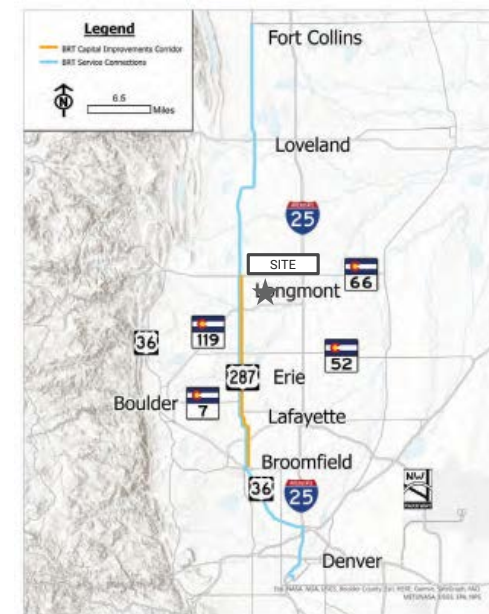 Legend
BRT Capital Improvements Corridor
BRT Service Connections
N
6.5
Miles
Fort Collins
Loveland
25
SITE
66
Longmont
119
36
52
287
Erie
Boulder
7
Lafayette
Broomfield
36
25
NW
Denver